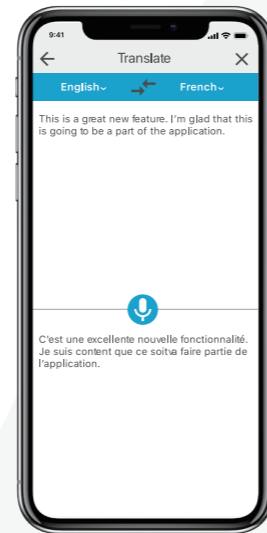 9:41
Translate
English
French
This is a great new feature. I'm glad that this
is going to be a part of the application.
C'est une excellente nouvelle fonctionnalité.
Je suis content que ce soitva faire partie de
l'application.